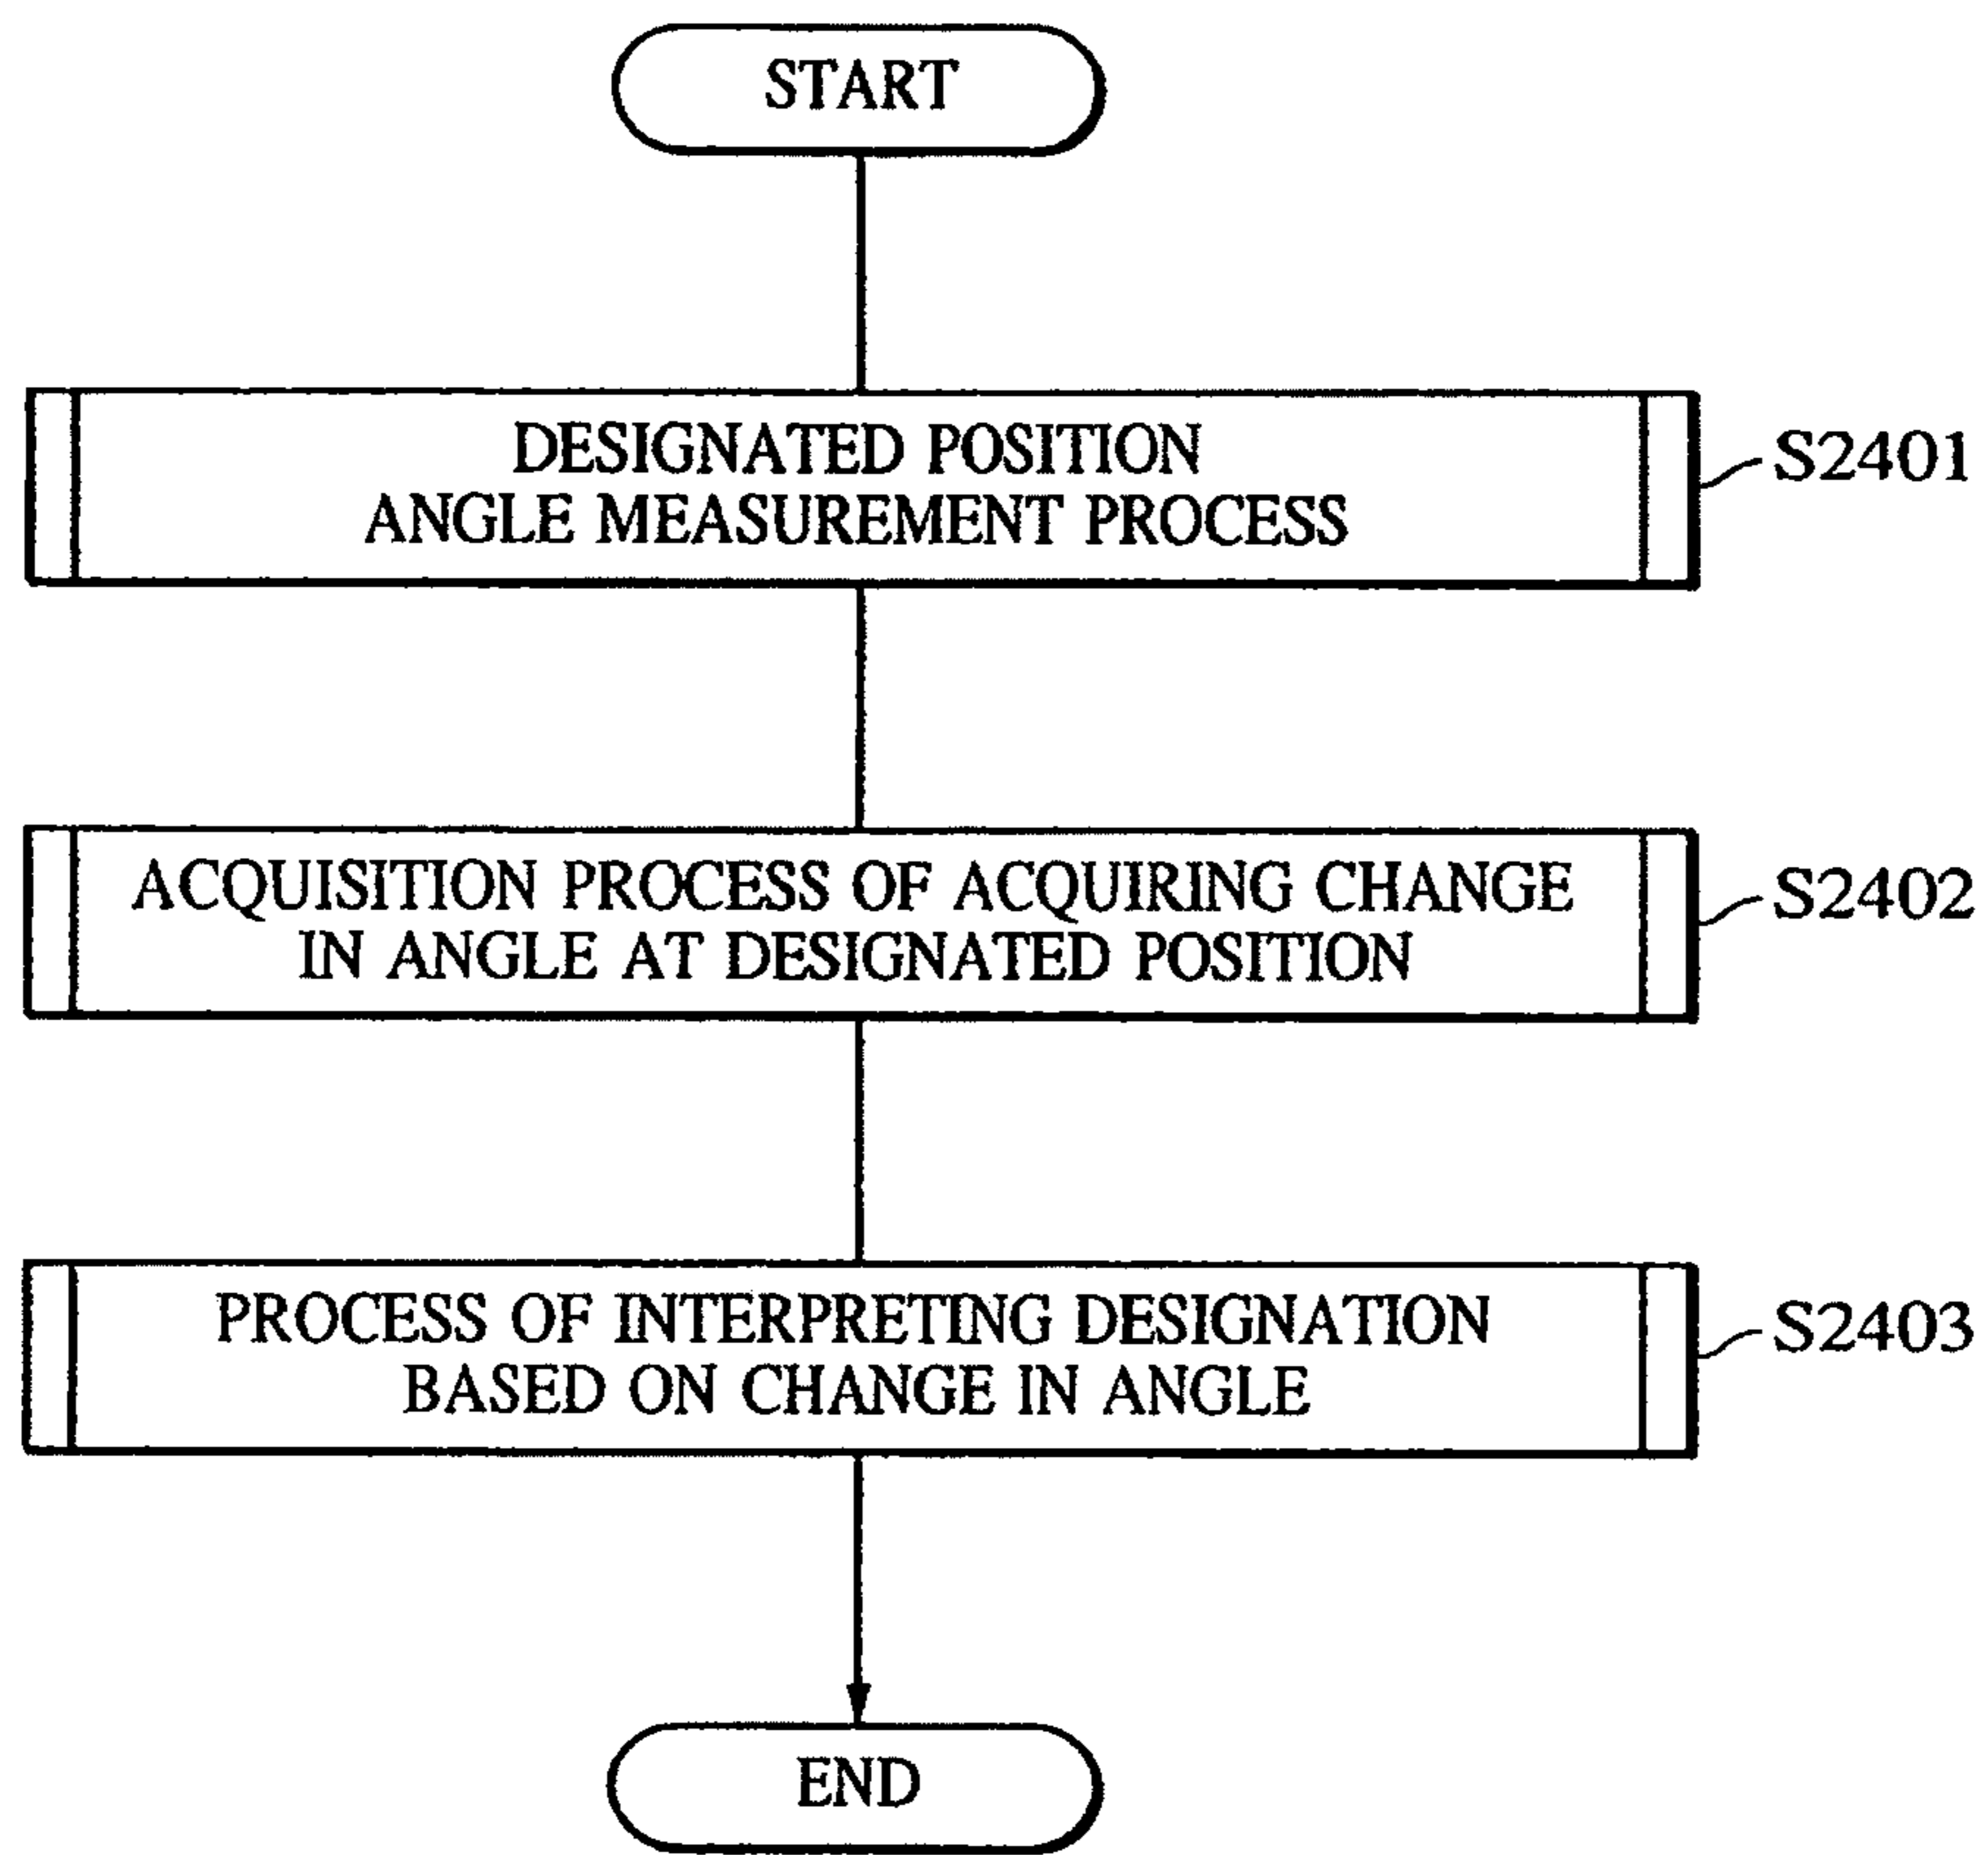 START
DESIGNATED POSITION
ANGLE MEASUREMENT PROCESS
S2401
ACQUISITION PROCESS OF ACQUIRING CHANGE
IN ANGLE AT DESIGNATED POSITION
S2402
PROCESS OF INTERPRETING DESIGNATION
BASED ON CHANGE IN ANGLE
S2403
END